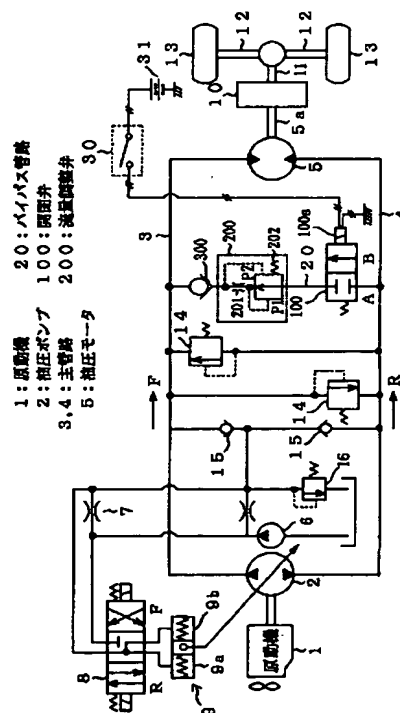 1：原動機
2：油圧ポンプ
3,4：主管路
5：油圧モータ
20：バイパス管路
100：開閉弁
200：流量調整弁
30
31
12
12
13
13
11
10
5a
5
3
4
300
200
201
202
P2
P1
20
100a
100
A
B
14
14
F
R
15
15
16
7
6
8
F
R
9
9a
9b
2
原動機
1